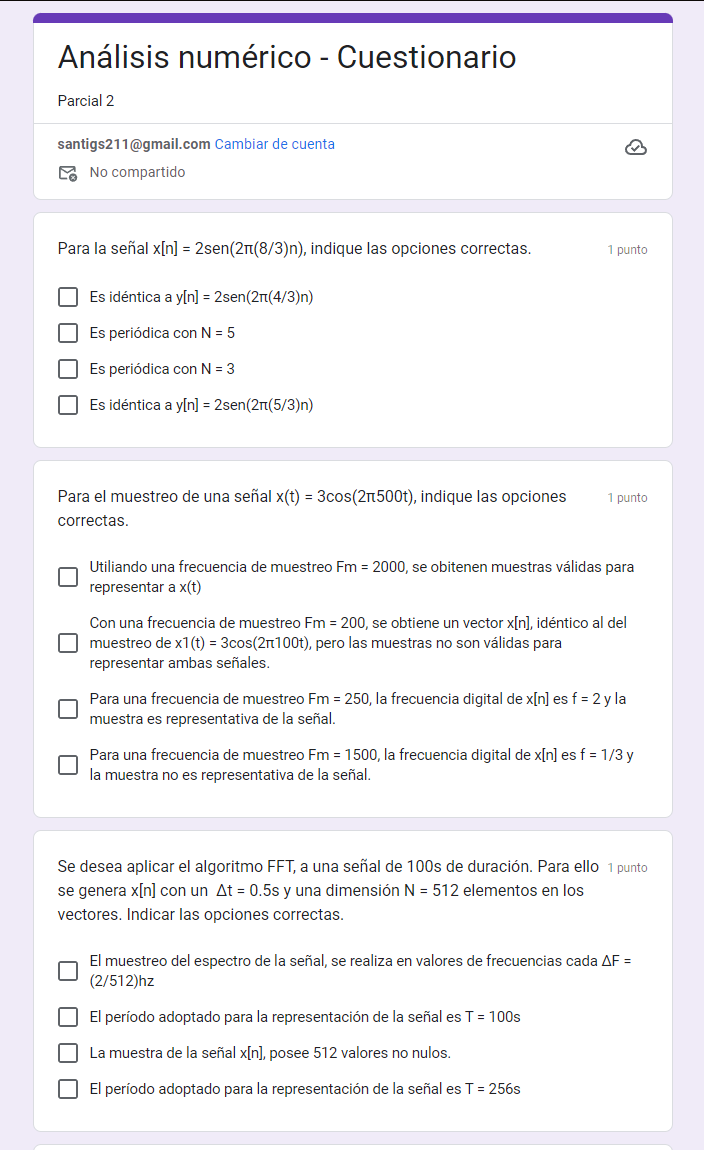 Análisis numérico - Cuestionario
Parcial 2
santigs211@gmail.com Cambiar de cuenta
No compartido
Para la señal x[n] = 2sen(2π(8/3)n), indique las opciones correctas.
1 punto
Es idéntica a y[n] = 2sen(2π(4/3)n)
Es periódica con N = 5
Es periódica con N = 3
Es idéntica a y[n] = 2sen(2π(5/3)n)
Para el muestreo de una señal x(t) = 3cos(2π500t), indique las opciones
1 punto
correctas.
Utiliando una frecuencia de muestreo Fm = 2000, se obitenen muestras válidas para
representar a x(t)
Con una frecuencia de muestreo Fm = 200, se obtiene un vector x[n], idéntico al del
muestreo de x1(t) = 3cos(2π100t), pero las muestras no son válidas para
representar ambas señales.
Para una frecuencia de muestreo Fm = 250, la frecuencia digital de x[n] es f = 2 y la
muestra es representativa de la señal.
Para una frecuencia de muestreo Fm = 1500, la frecuencia digital de x[n] es f = 1/3 y
la muestra no es representativa de la señal.
Se desea aplicar el algoritmo FFT, a una señal de 100s de duración. Para ello
1 punto
se genera x[n] con un  Δt = 0.5s y una dimensión N = 512 elementos en los
vectores. Indicar las opciones correctas.
El muestreo del espectro de la señal, se realiza en valores de frecuencias cada ΔF =
(2/512)hz
El período adoptado para la representación de la señal es T = 100s
La muestra de la señal x[n], posee 512 valores no nulos.
El período adoptado para la representación de la señal es T = 256s